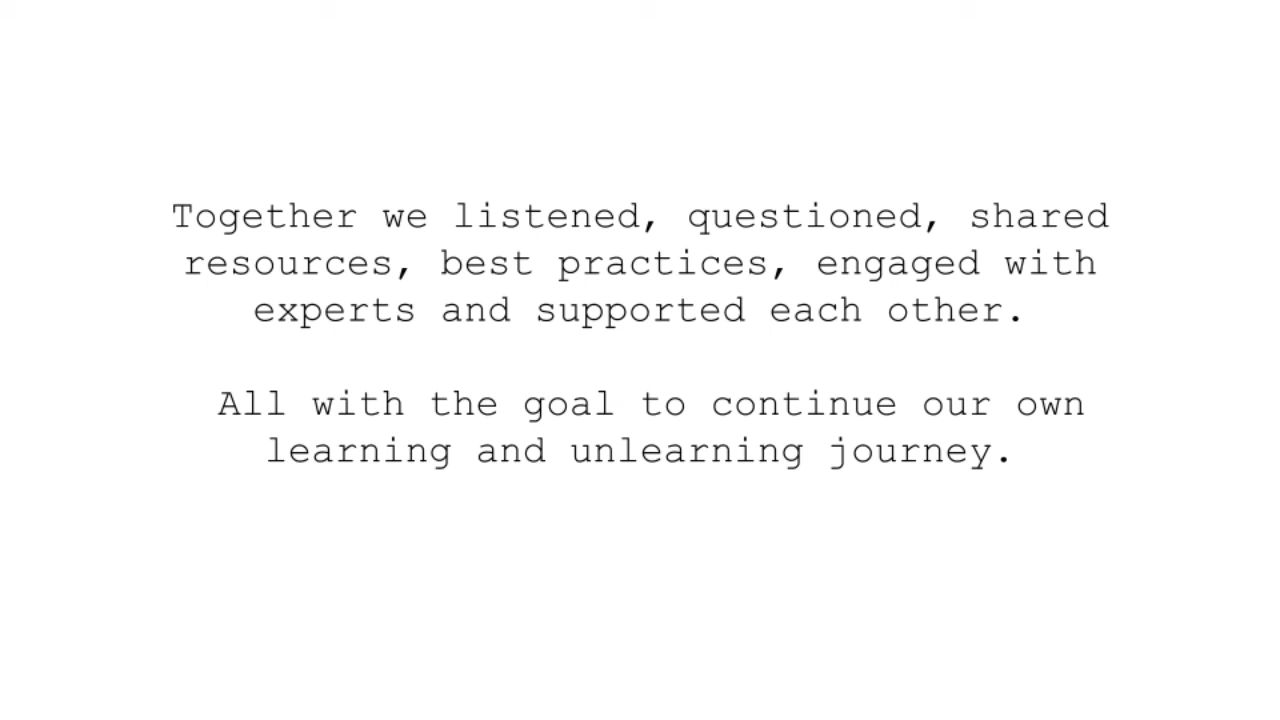 Together we listened, questioned, shared
resources, best practices, engaged with
experts and supported each other.
All with the goal to continue our own
learning and unlearning journey.